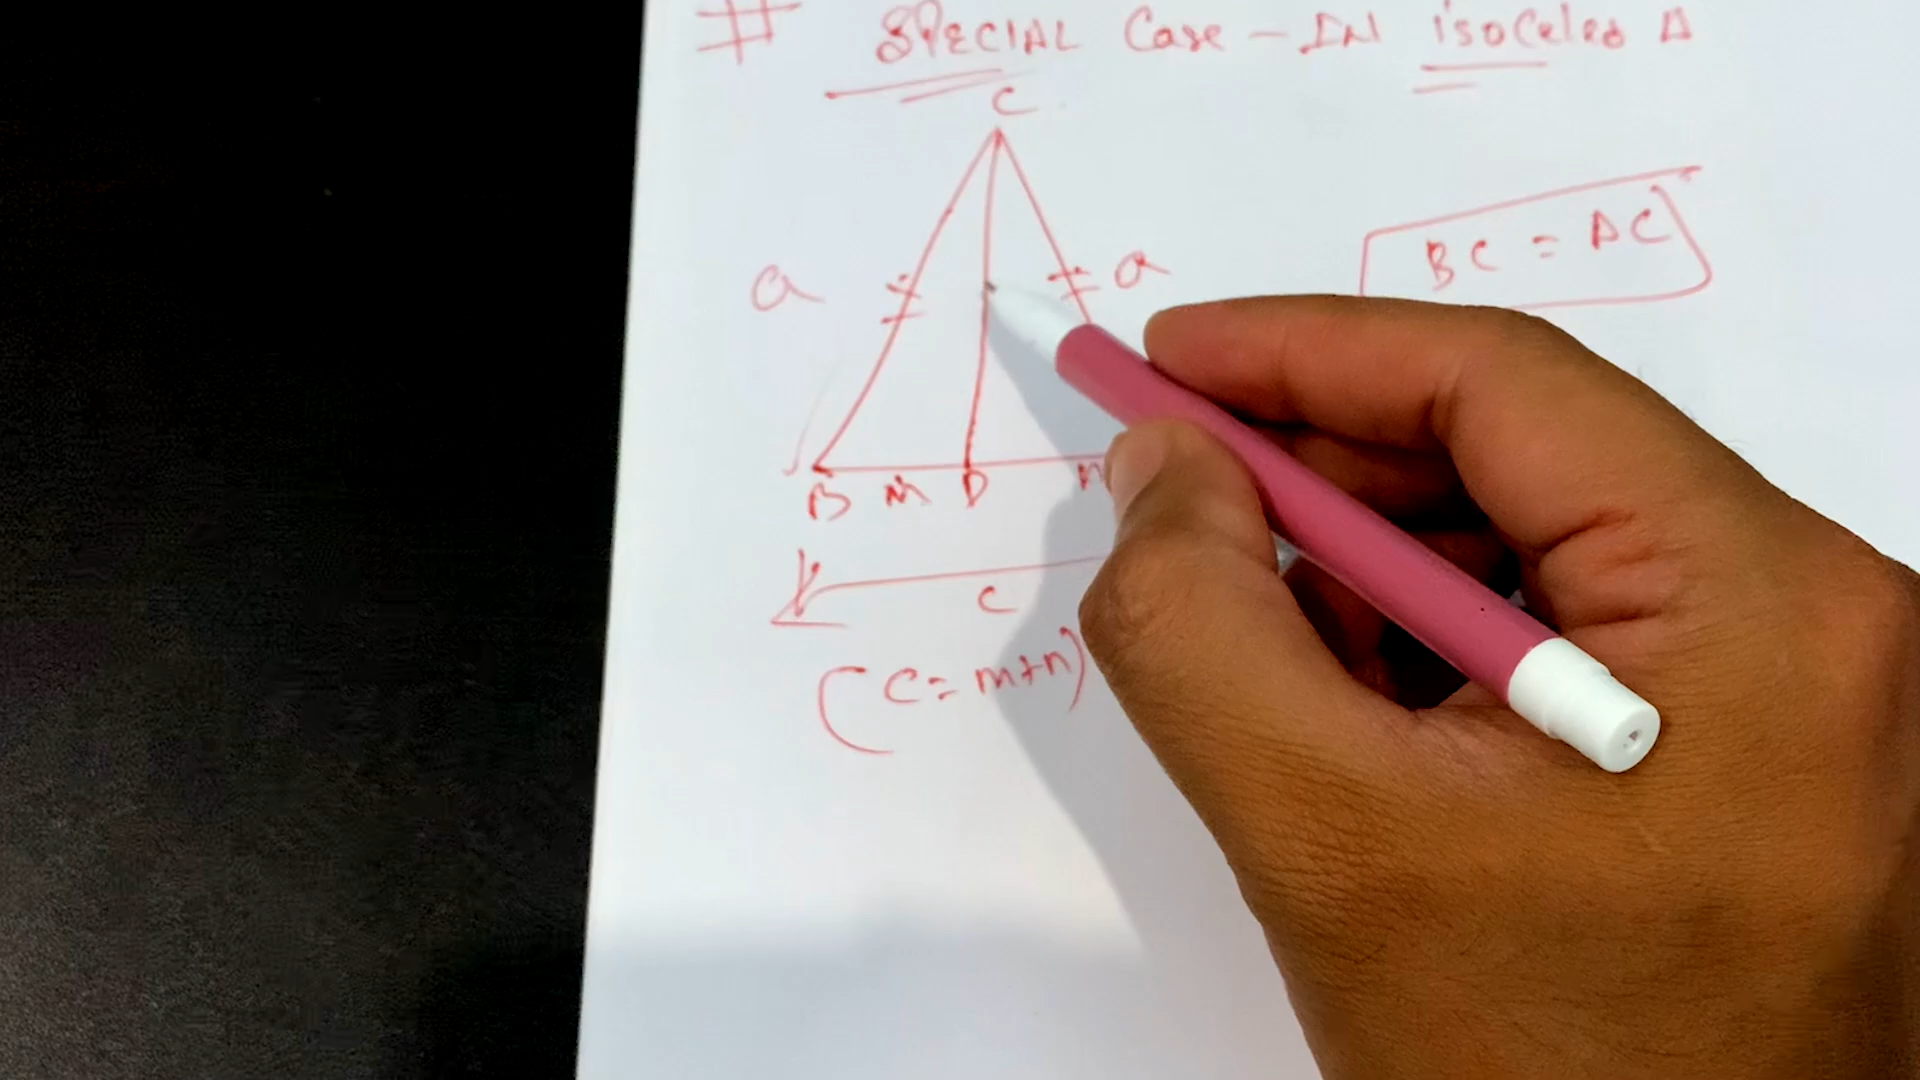 # SPECIAL Case - IN isoceles Δ
C
BC = AC
a a
B m D n
C
(C = m+n)